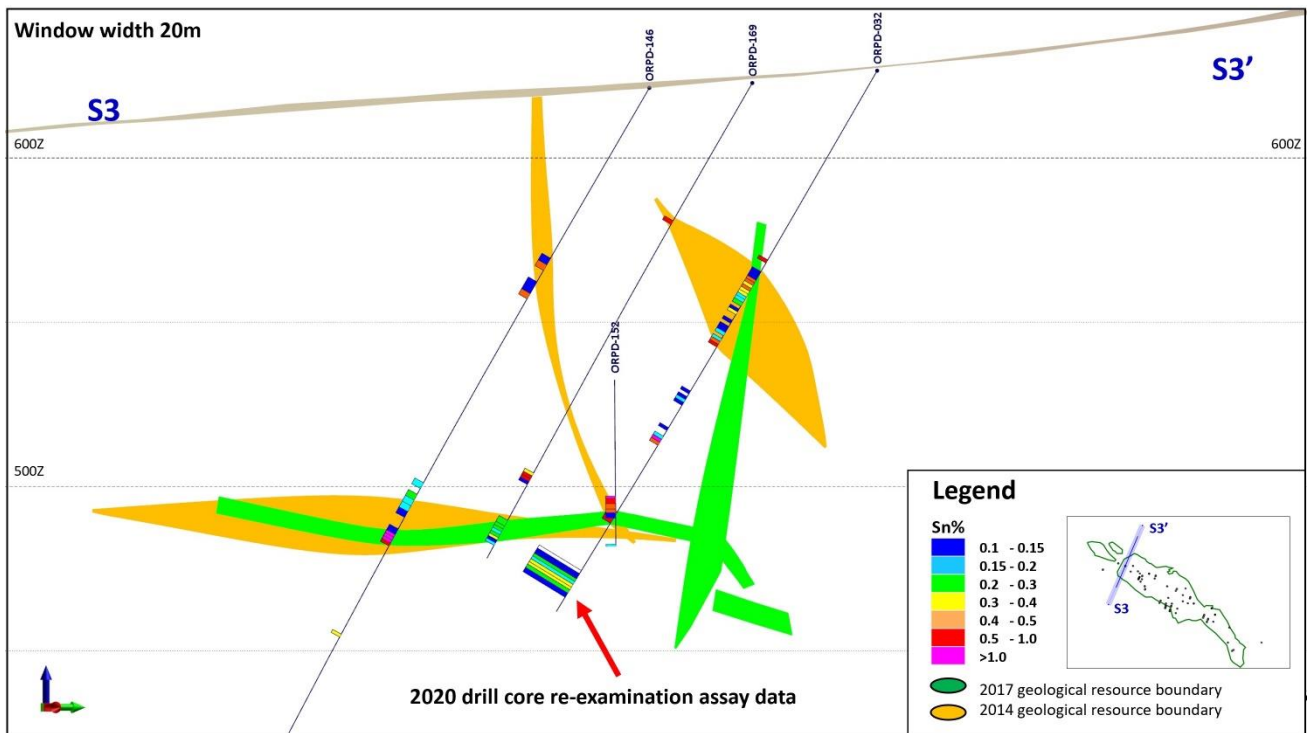 Window width 20m
ORPD-146
ORPD-169
ORPD-032
S3
S3’
600Z
600Z
ORPD-152
500Z
2020 drill core re-examination assay data
Legend
Sn%
0.1 - 0.15
0.15 - 0.2
0.2 - 0.3
0.3 - 0.4
0.4 - 0.5
0.5 - 1.0
>1.0
S3’
S3
2017 geological resource boundary
2014 geological resource boundary